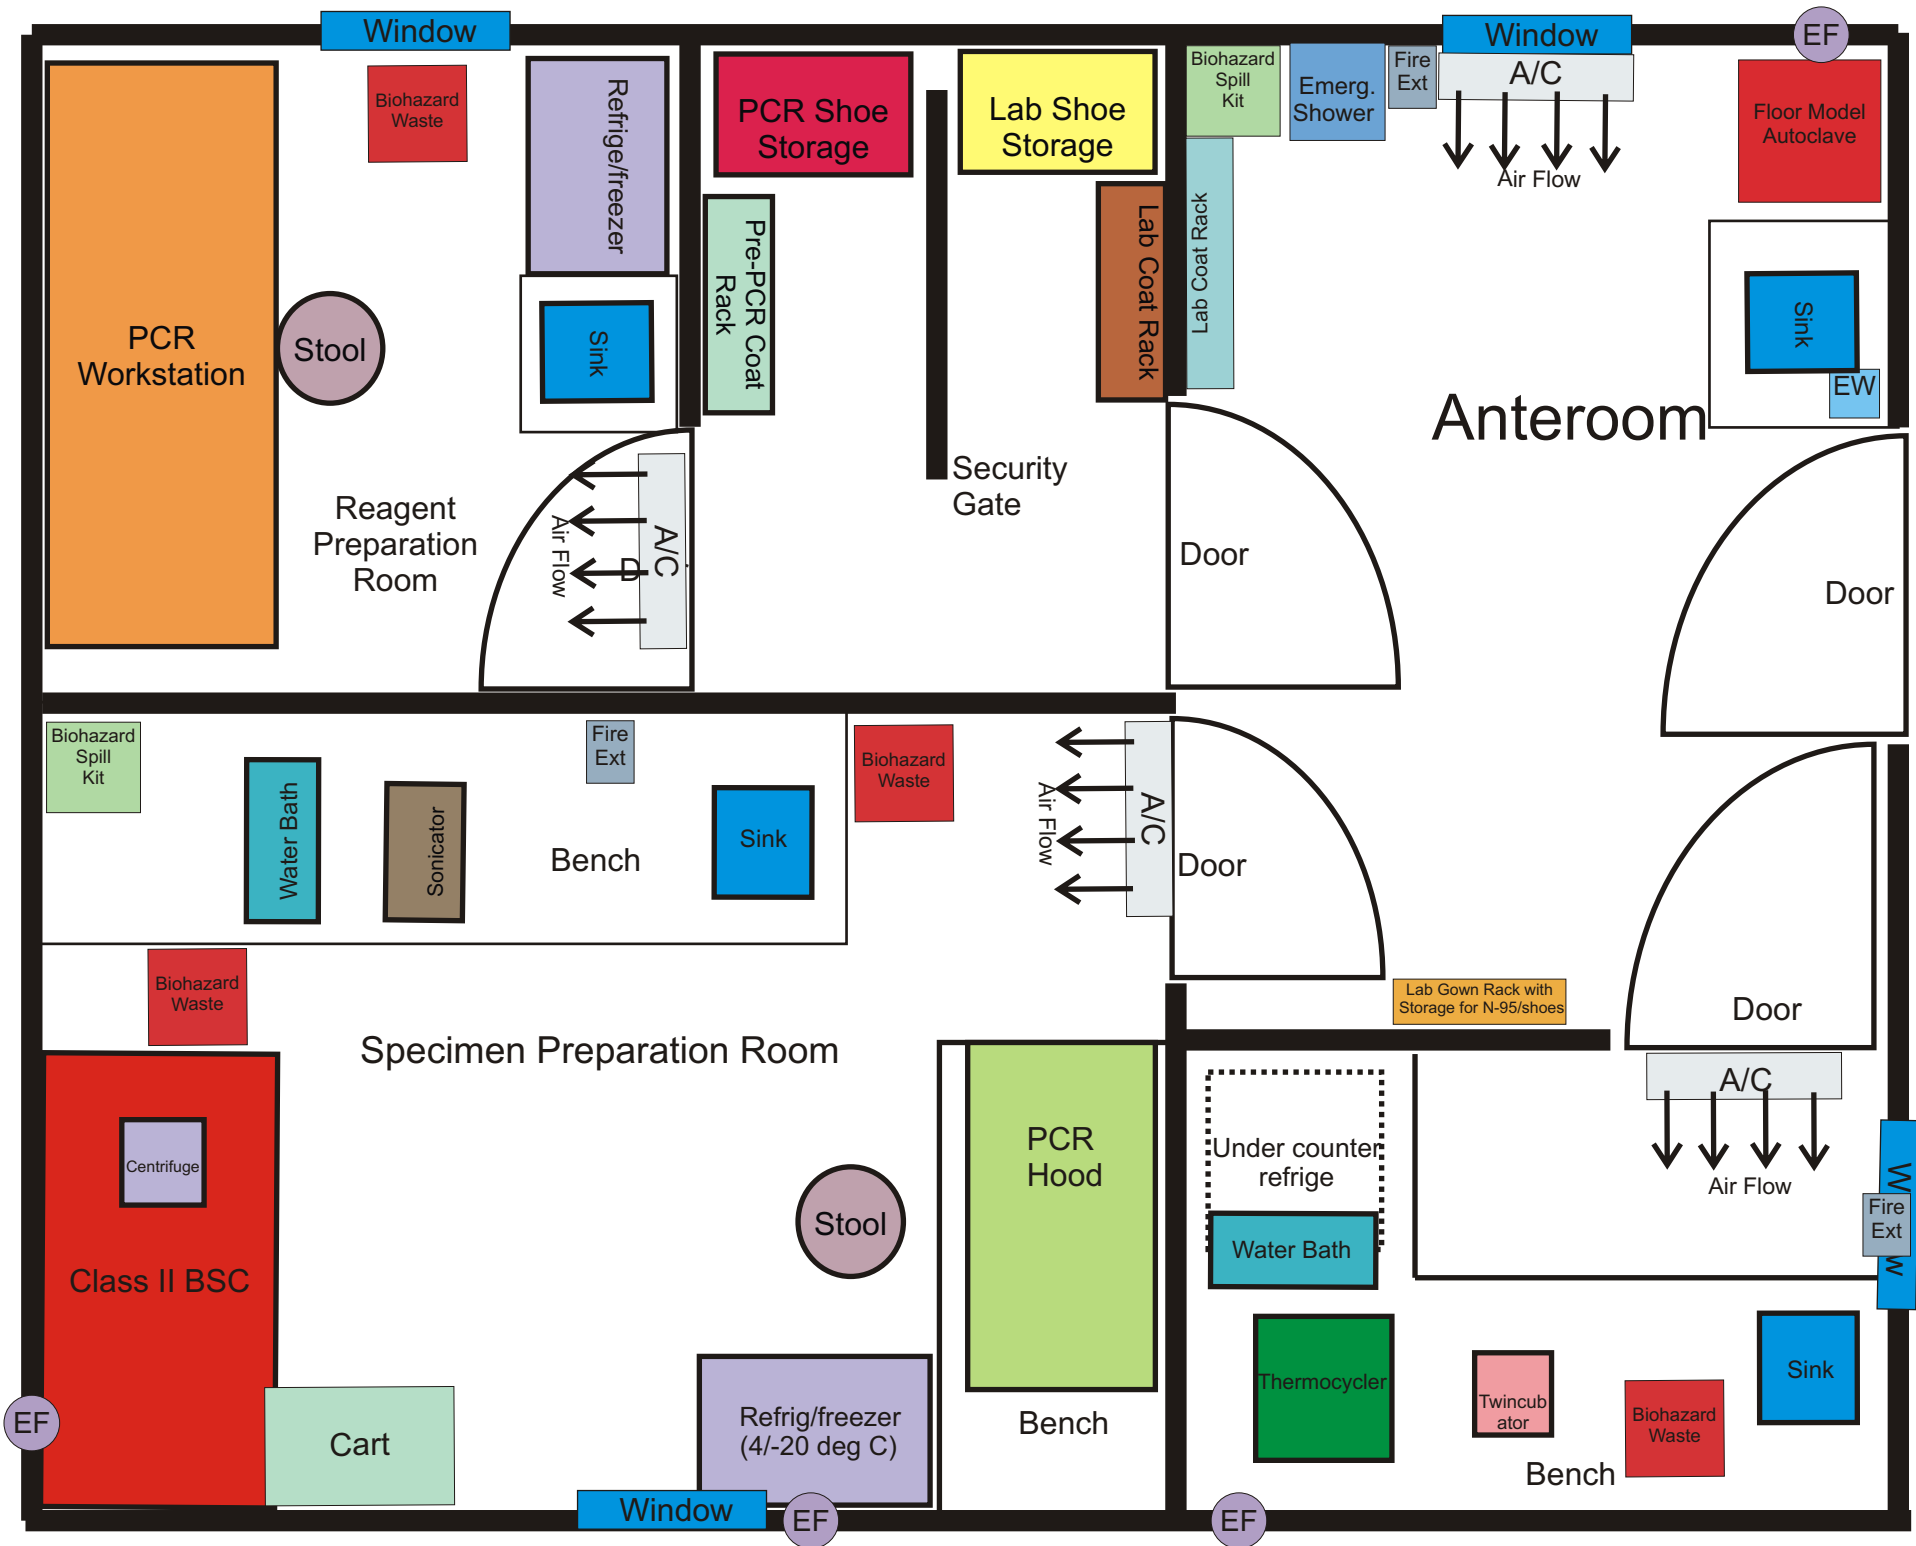 Window
Window
EF
Biohazard
Waste
Refrige/freezer
PCR Shoe
Storage
Lab Shoe
Storage
Biohazard
Spill
Kit
Emerg.
Shower
Fire
Ext
A/C
Air Flow
Floor Model
Autoclave
PCR
Workstation
Stool
Sink
Pre-PCR Coat
Rack
Lab Coat Rack
Lab Coat Rack
Sink
EW
Anteroom
Security
Gate
Reagent
Preparation
Room
Air Flow
A/C
Door
Door
Biohazard
Spill
Kit
Water Bath
Sonicator
Fire
Ext
Bench
Sink
Biohazard
Waste
Air Flow
A/C
Door
Biohazard
Waste
Specimen Preparation Room
Lab Gown Rack with
Storage for N-95/shoes
Door
A/C
Air Flow
Centrifuge
Class II BSC
Stool
PCR
Hood
Under counter
refrige
Water Bath
Fire
Ext
Thermocycler
Twincub
ator
Biohazard
Waste
Sink
Bench
EF
Cart
Refrig/freezer
(4/-20 deg C)
Bench
Window
EF
EF